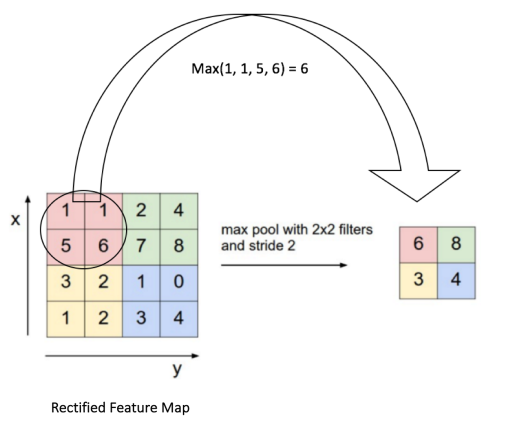 Max(1, 1, 5, 6) = 6
x
1 1 2 4
5 6 7 8
3 2 1 0
1 2 3 4
y
max pool with 2x2 filters
and stride 2
6 8
3 4
Rectified Feature Map